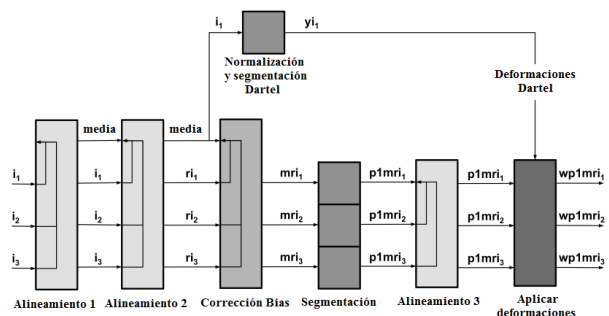 i1 yi1
Normalización
y segmentación
Dartel
Deformaciones
Dartel
media media
i1 i1 ri1 mri1 p1mri1 p1mri1 wp1mri1
i2 i2 ri2 mri2 p1mri2 p1mri2 wp1mri2
i3 i3 ri3 mri3 p1mri3 p1mri3 wp1mri3
Alineamiento 1 Alineamiento 2 Corrección Bias Segmentación Alineamiento 3 Aplicar
deformaciones